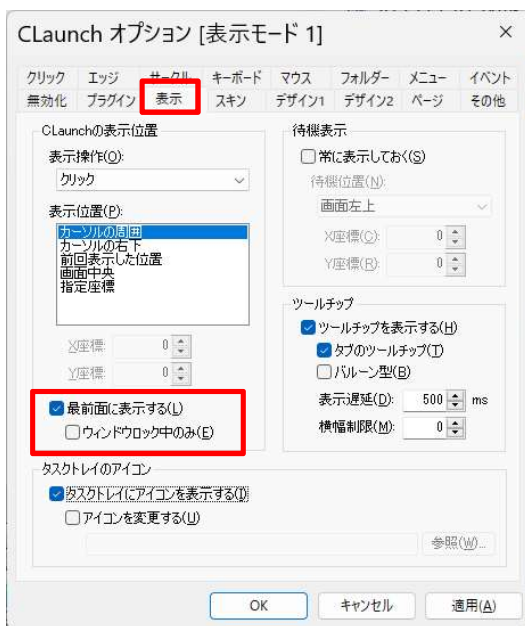 CLaunch オプション [表示モード 1]
クリック エッジ サークル キーボード マウス フォルダー メニュー イベント
無効化 プラグイン 表示 スキン デザイン1 デザイン2 ページ その他
CLaunchの表示位置
表示操作(O):
クリック
表示位置(P):
カーソルの周囲
カーソルの右下
前回表示した位置
画面中央
指定座標
X座標: 0
Y座標: 0
最前面に表示する(L)
ウィンドウロック中のみ(E)
待機表示
常に表示しておく(S)
待機位置(N):
画面左上
X座標(C): 0
Y座標(R): 0
ツールチップ
ツールチップを表示する(H)
タブのツールチップ(T)
バルーン型(B)
表示遅延(D): 500 ms
横幅制限(M): 0
タスクトレイのアイコン
タスクトレイにアイコンを表示する(I)
アイコンを変更する(U)
参照(W)...
OK キャンセル 適用(A)